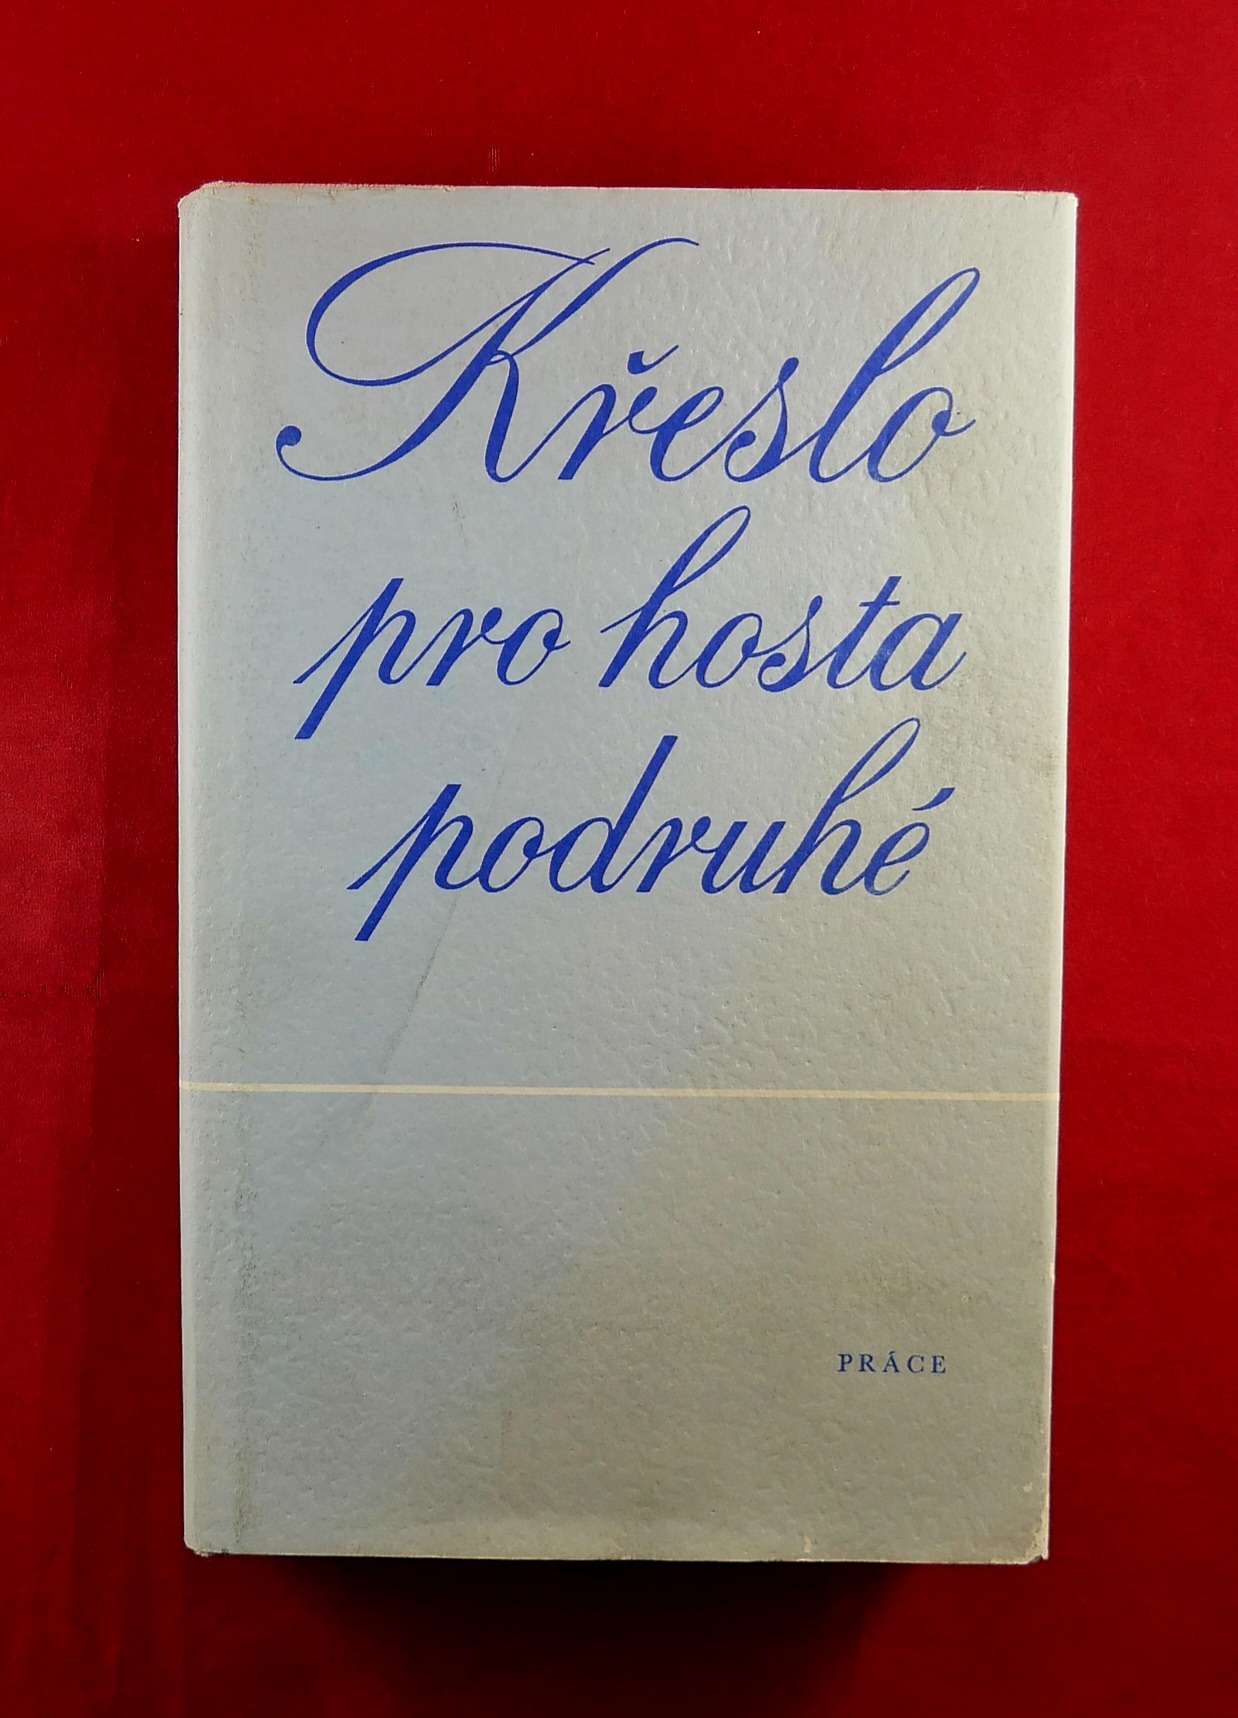 Křeslo
pro hosta
podruhé
PRÁCE